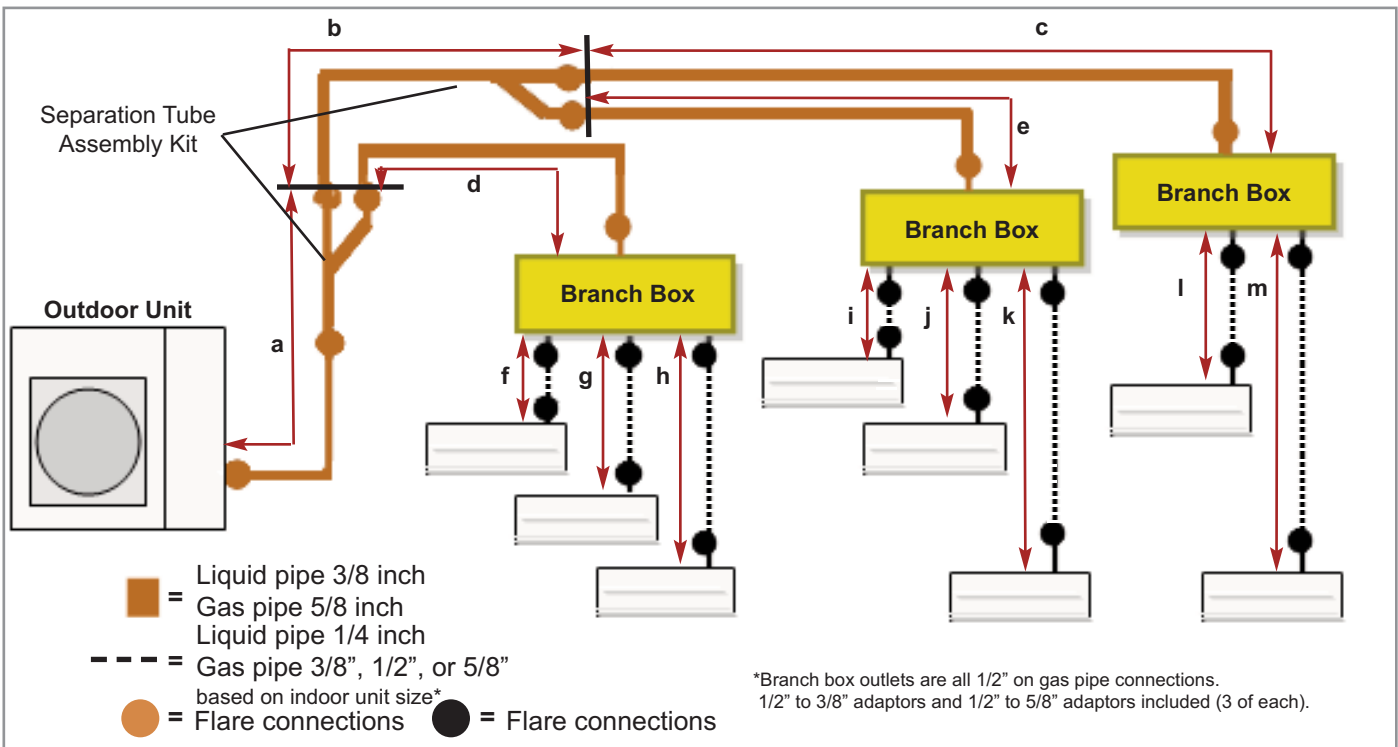 b
c
Separation Tube
Assembly Kit
e
d
Branch Box
Branch Box
Branch Box
Outdoor Unit
a
f
g
h
i
j
k
l
m
= Liquid pipe 3/8 inch
Gas pipe 5/8 inch
Liquid pipe 1/4 inch
= Gas pipe 3/8”, 1/2”, or 5/8”
based on indoor unit size*
= Flare connections
= Flare connections
*Branch box outlets are all 1/2” on gas pipe connections.
1/2” to 3/8” adaptors and 1/2” to 5/8” adaptors included (3 of each).